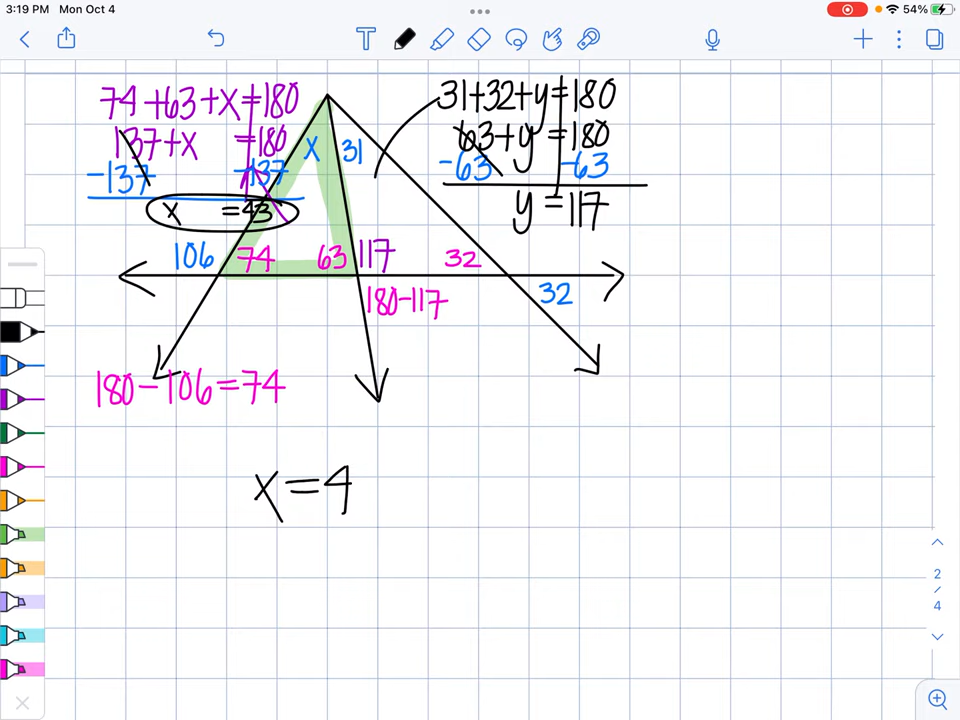 3:19 PM Mon Oct 4
54%
74+63+x=180
137+x =180
-137 -137
x =43
31+32+y=180
63+y=180
-63 -63
y=117
x 31
106 74 63 117 32
180-117 32
180-106=74
x=4
2
/
4